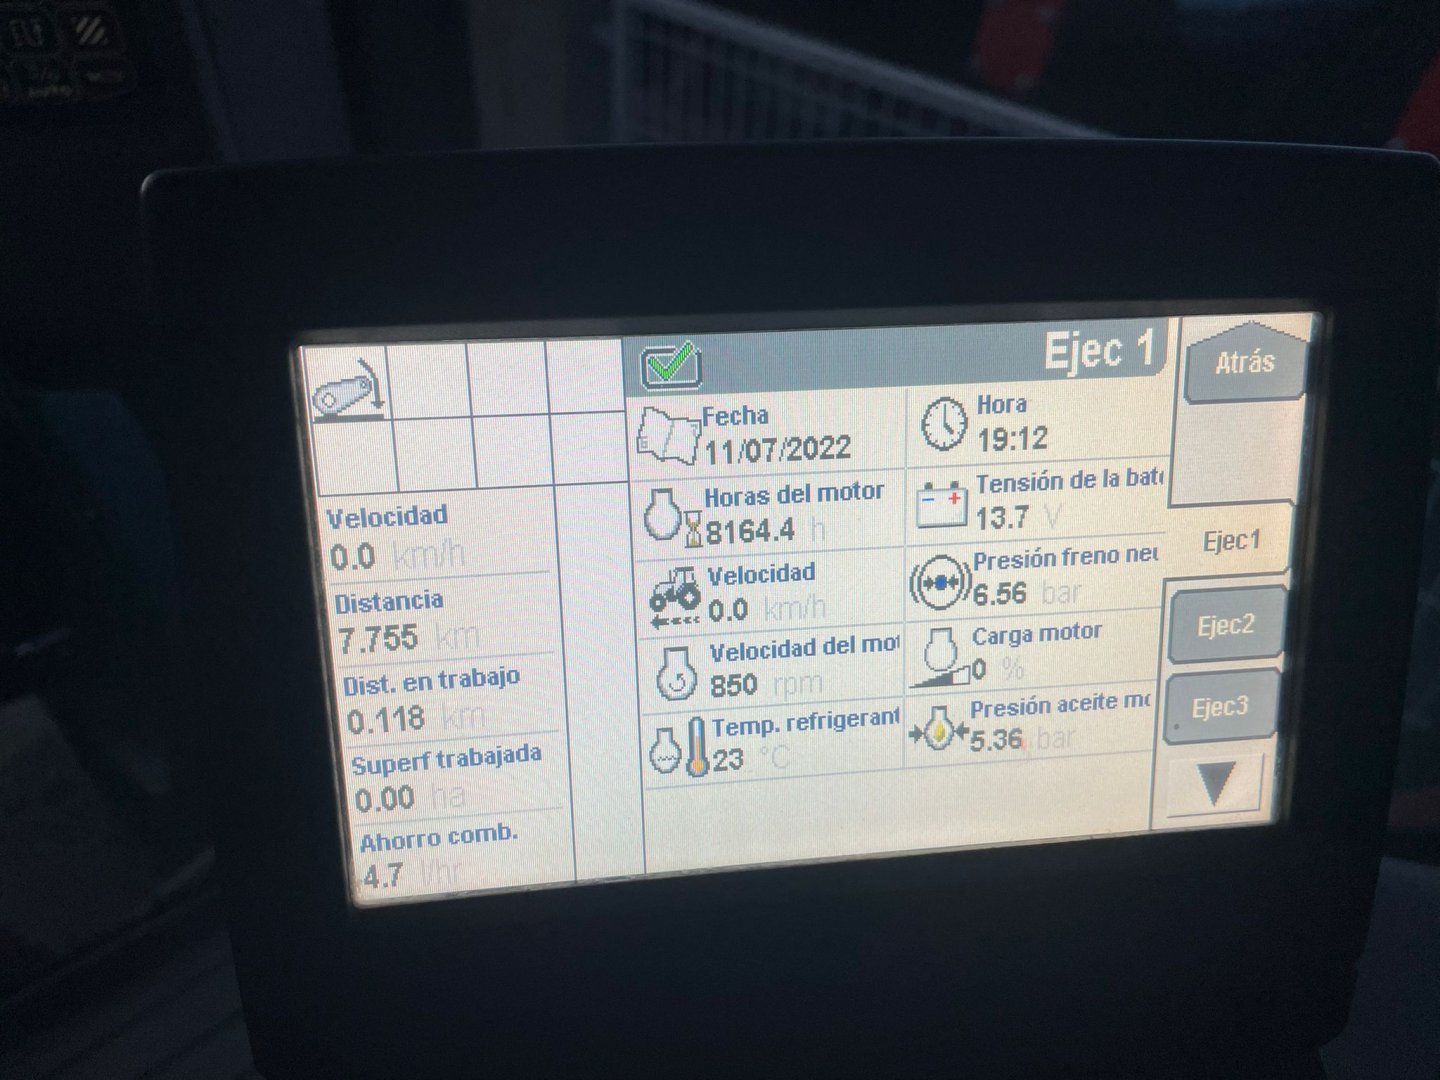 Ejec 1
Atrás
Fecha
11/07/2022
Hora
19:12
Horas del motor
8164.4 h
Tensión de la bat
13.7 V
Velocidad
0.0 km/h
Presión freno neu
6.56 bar
Velocidad del mot
850 rpm
Carga motor
0 %
Temp. refrigerant
23 °C
Presión aceite mo
5.36 bar
Velocidad
0.0 km/h
Distancia
7.755 km
Dist. en trabajo
0.118 km
Superf trabajada
0.00 ha
Ahorro comb.
4.7 l/hr
Ejec1
Ejec2
Ejec3